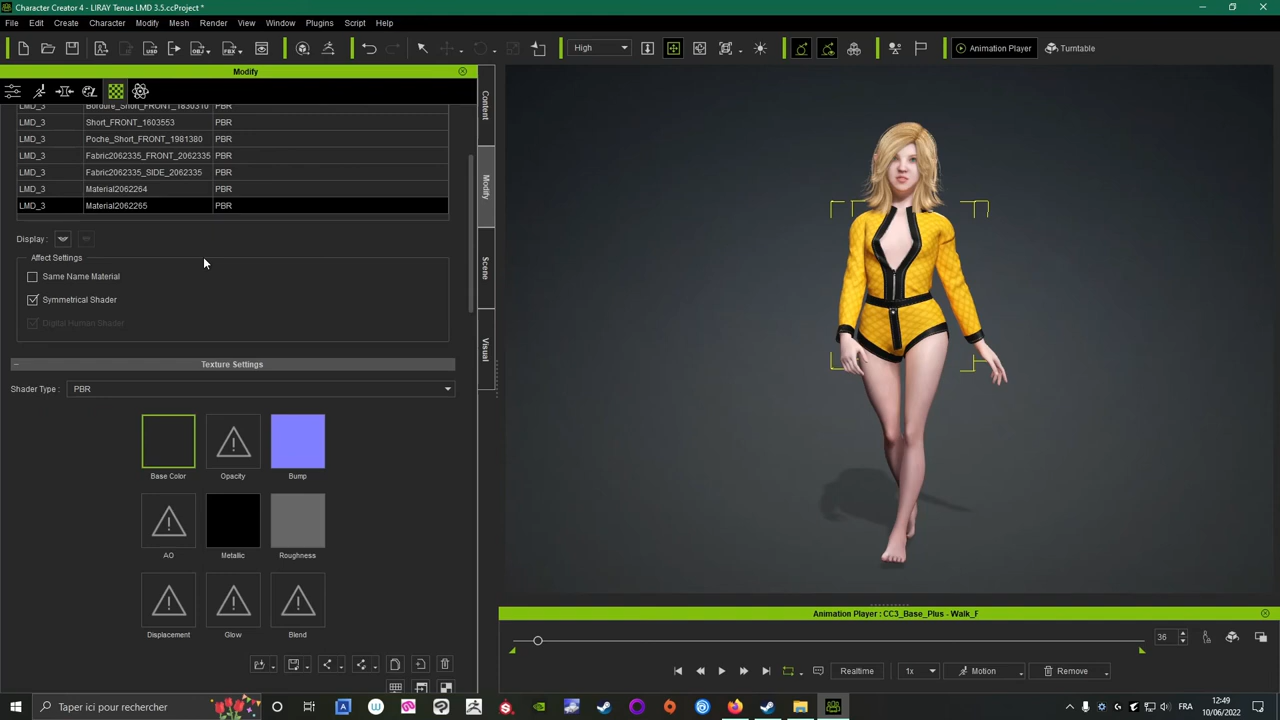 Character Creator 4 - LIRAY Tenue LMD 3.5.ccProject *
File Edit Create Character Modify Mesh Render View Window Plugins Script Help
High
Animation Player Turntable
Modify
LMD_3 Bordure_Short_FRONT_1830310 PBR
LMD_3 Short_FRONT_1603553 PBR
LMD_3 Poche_Short_FRONT_1981380 PBR
LMD_3 Fabric2062335_FRONT_2062335 PBR
LMD_3 Fabric2062335_SIDE_2062335 PBR
LMD_3 Material2062264 PBR
LMD_3 Material2062265 PBR
Display :
Affect Settings
Same Name Material
Symmetrical Shader
Digital Human Shader
Texture Settings
Shader Type : PBR
Base Color Opacity Bump
AO Metallic Roughness
Displacement Glow Blend
Content
Modify
Scene
Visual
Animation Player : CC3_Base_Plus - Walk_F
36
Realtime 1x Motion Remove
Taper ici pour rechercher
FRA
12:49
10/06/2022